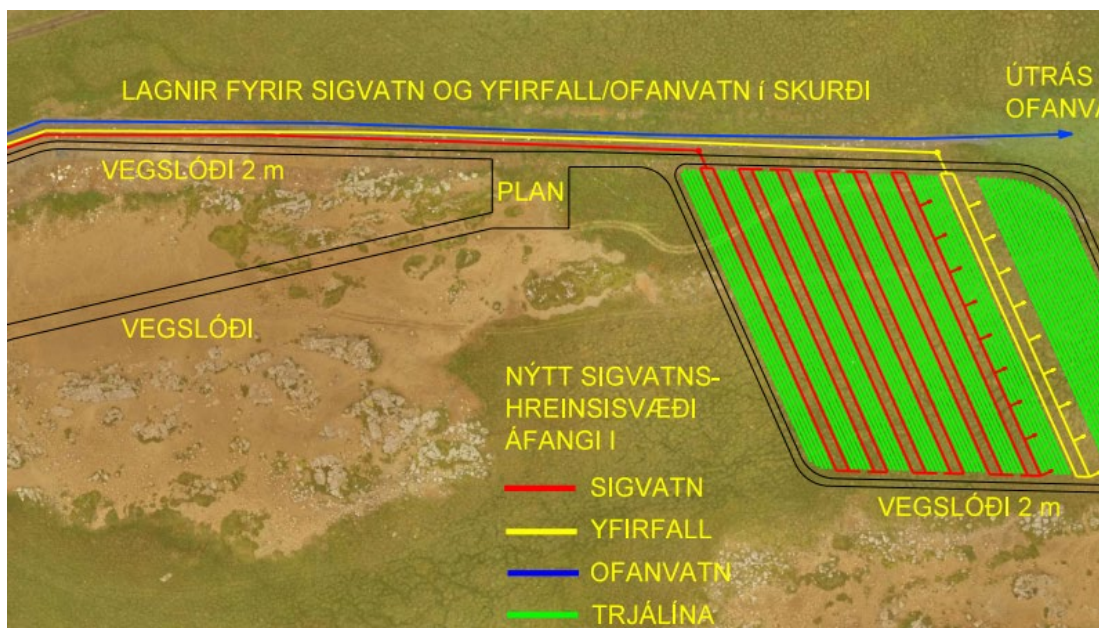 LAGNIR FYRIR SIGVATN OG YFIRFALL/OFANVATN í SKURÐI
ÚTRÁS
OFANVA
VEGSLÓÐI 2 m
PLAN
VEGSLÓÐI
NÝTT SIGVATNS-
HREINSISVÆÐI
ÁFANGI I
SIGVATN
YFIRFALL
OFANVATN
TRJÁLÍNA
VEGSLÓÐI 2 m